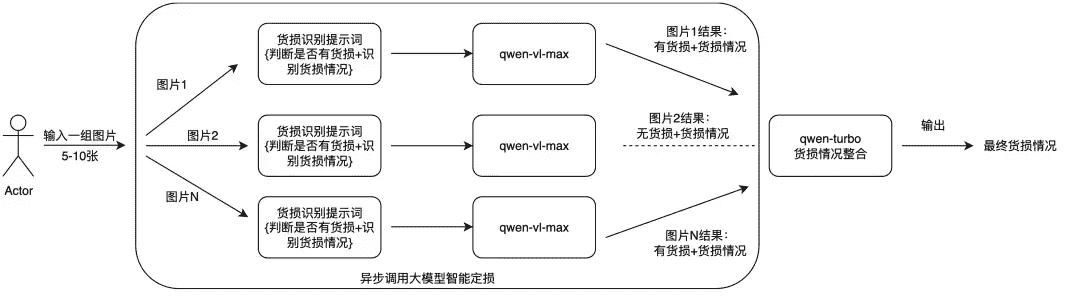 Actor
输入一组图片
5-10张
图片1
图片2
图片N
货损识别提示词
{判断是否有货损+识
别货损情况}
qwen-vl-max
图片1结果：
有货损+货损情况
货损识别提示词
{判断是否有货损+识
别货损情况}
qwen-vl-max
图片2结果：
无货损+货损情况
货损识别提示词
{判断是否有货损+识
别货损情况}
qwen-vl-max
图片N结果：
有货损+货损情况
异步调用大模型智能定损
qwen-turbo
货损情况整合
输出
最终货损情况